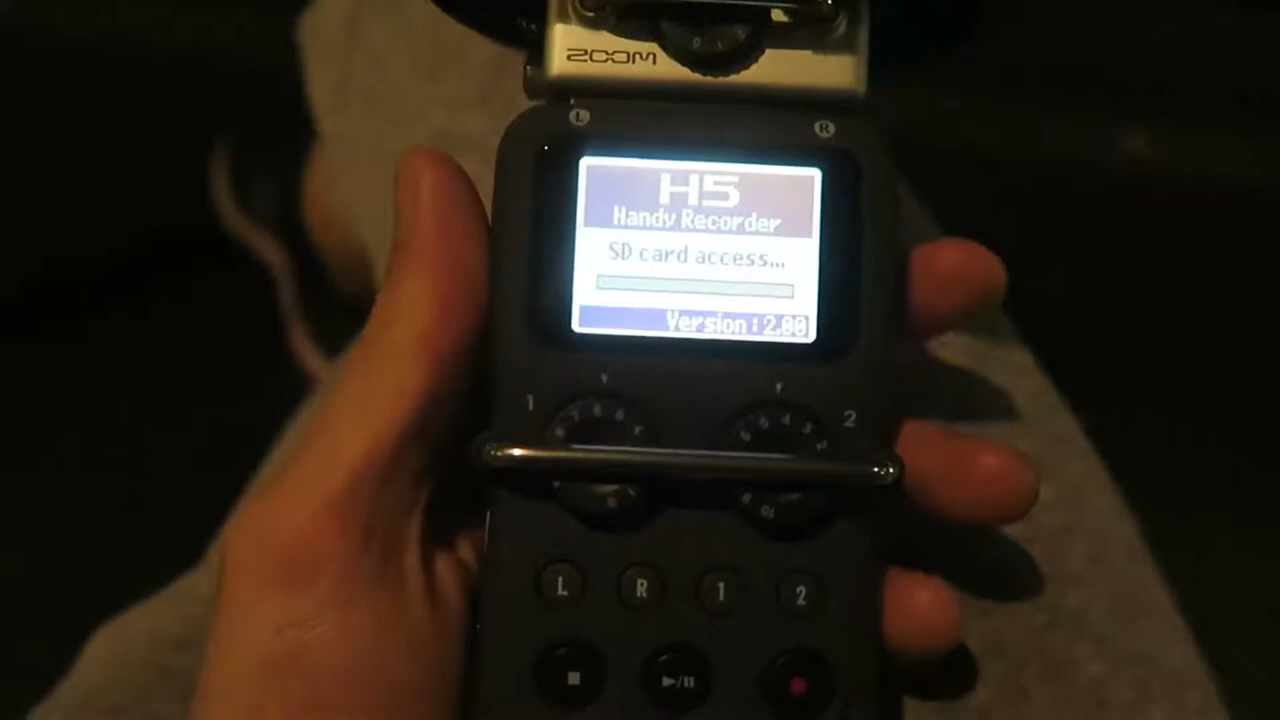 ZOOM
L R
H5
Handy Recorder
SD card access...
Version : 2.00
1 2
L R 1 2